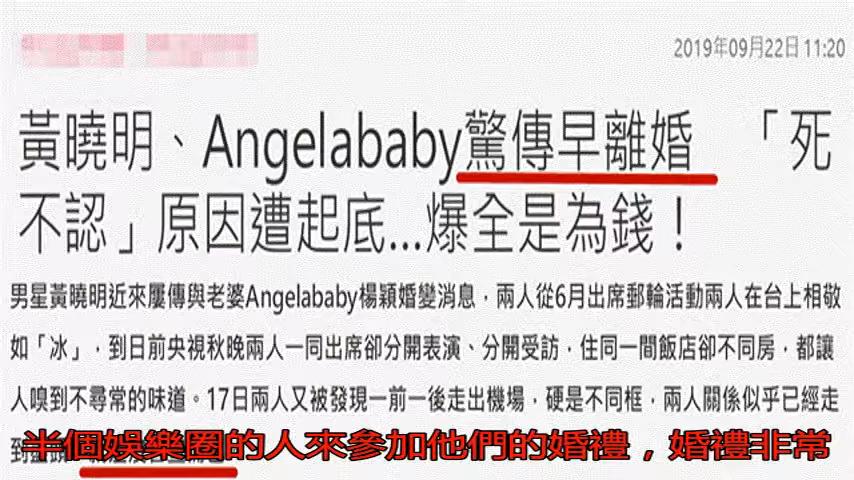 2019年09月22日 11:20
黃曉明、Angelababy驚傳早離婚 「死
不認」原因遭起底...爆全是為錢！
男星黃曉明近來屢傳與老婆Angelababy楊穎婚變消息，兩人從6月出席郵輪活動兩人在台上相敬
如「冰」，到日前央視秋晚兩人一同出席卻分開表演、分開受訪，住同一間飯店卻不同房，都讓
人嗅到不尋常的味道。17日兩人又被發現一前一後走出機場，硬是不同框，兩人關係似乎已經走
到盡頭
半個娛樂圈的人來參加他們的婚禮，婚禮非常